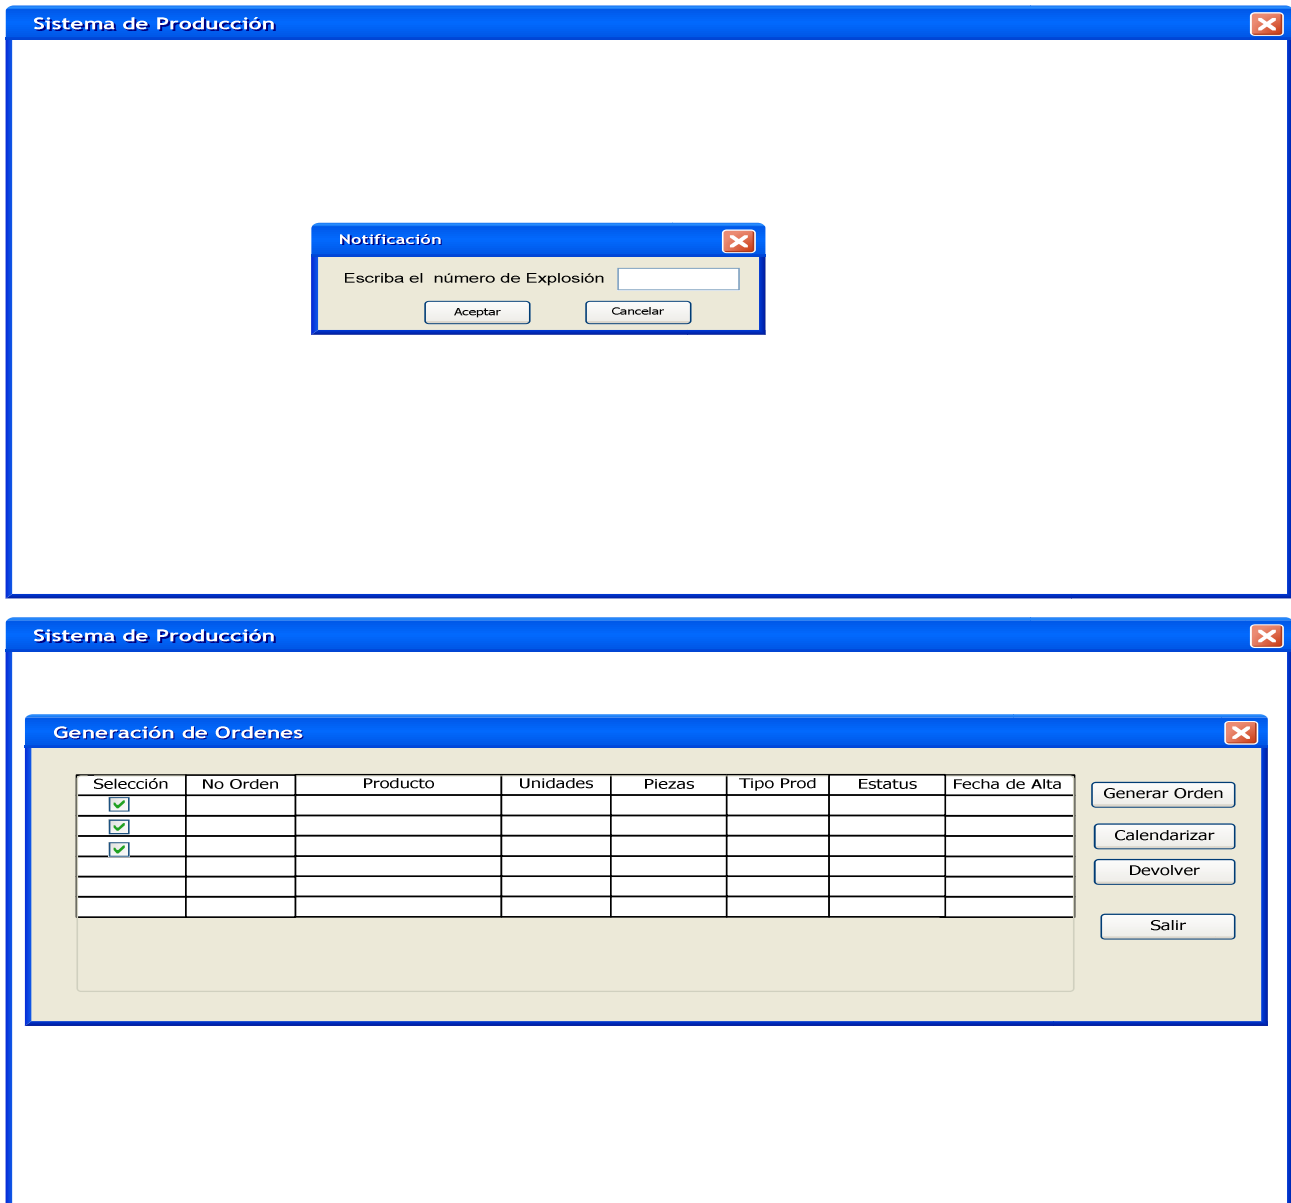 Sistema de Producción
Notificación
Escriba el número de Explosión
Aceptar Cancelar
Sistema de Producción
Generación de Ordenes
Selección No Orden Producto Unidades Piezas Tipo Prod Estatus Fecha de Alta
Generar Orden
Calendarizar
Devolver
Salir